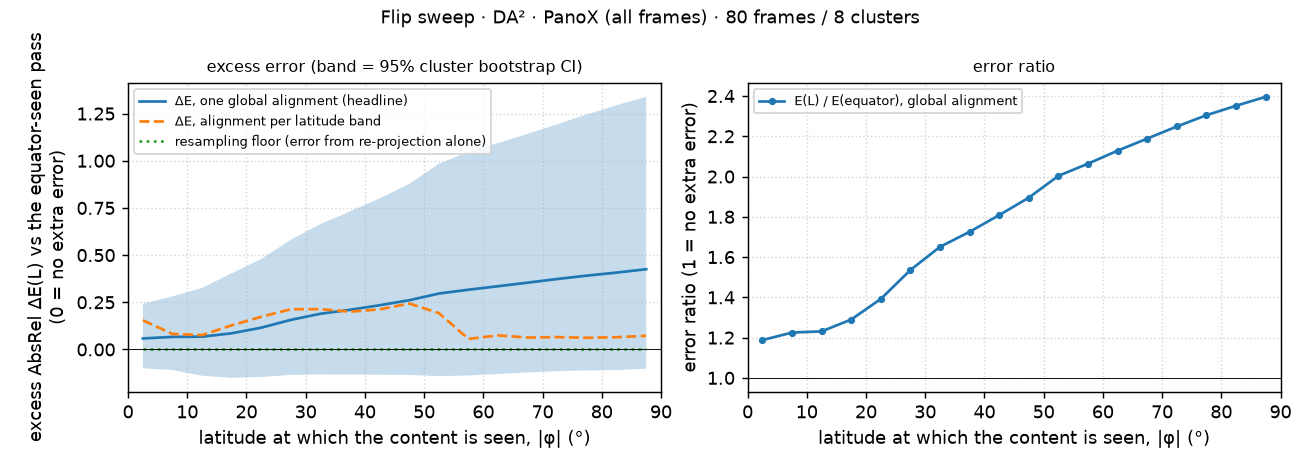 Flip sweep · DA² · PanoX (all frames) · 80 frames / 8 clusters
excess error (band = 95% cluster bootstrap CI)
excess AbsRel ΔE(L) vs the equator-seen pass
(0 = no extra error)
1.25
1.00
0.75
0.50
0.25
0.00
ΔE, one global alignment (headline)
ΔE, alignment per latitude band
resampling floor (error from re-projection alone)
0 10 20 30 40 50 60 70 80 90
latitude at which the content is seen, |φ| (°)
error ratio
error ratio (1 = no extra error)
2.4
2.2
2.0
1.8
1.6
1.4
1.2
1.0
E(L) / E(equator), global alignment
0 10 20 30 40 50 60 70 80 90
latitude at which the content is seen, |φ| (°)